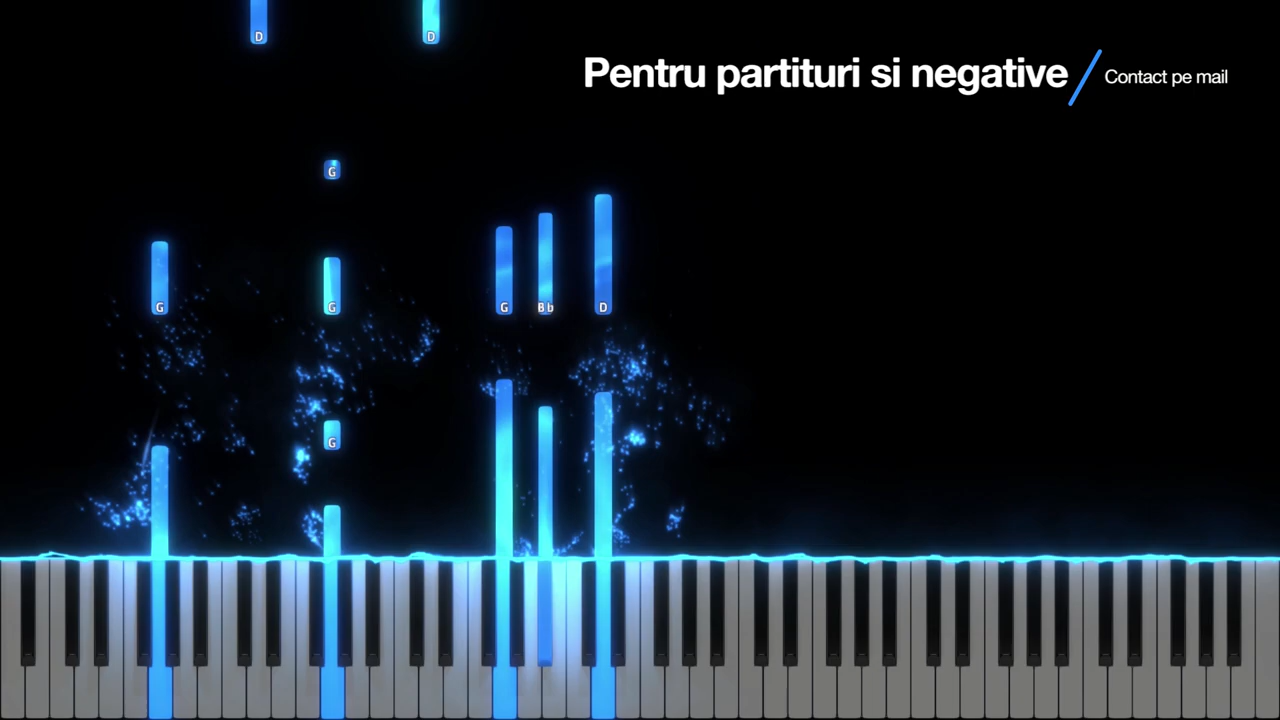 D D
Pentru partituri si negative Contact pe mail
G
G G G Bb D
G